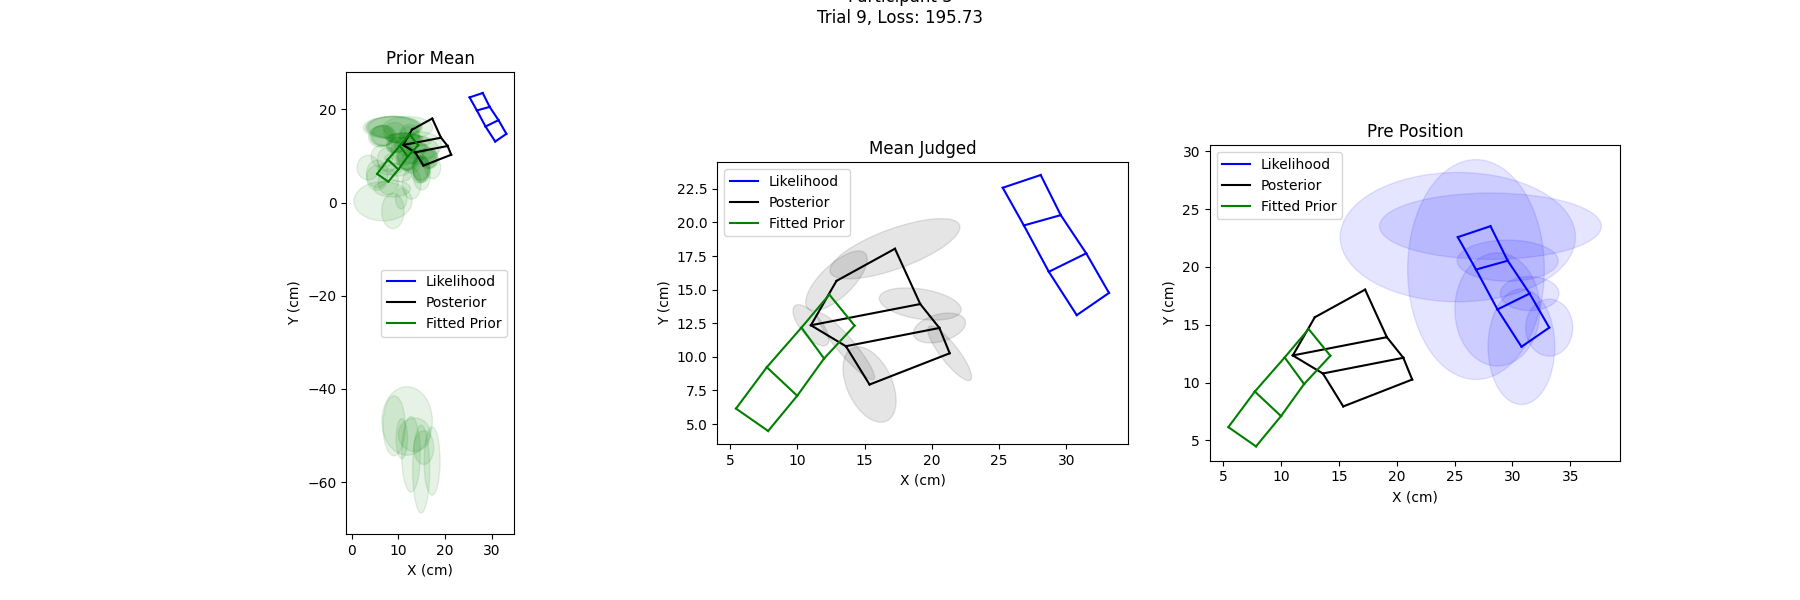 Trial 9, Loss: 195.73
Prior Mean
20
0
−20
−40
−60
Y (cm)
Likelihood
Posterior
Fitted Prior
0 10 20 30
X (cm)
Mean Judged
22.5
20.0
17.5
15.0
12.5
10.0
7.5
5.0
Y (cm)
Likelihood
Posterior
Fitted Prior
5 10 15 20 25 30
X (cm)
Pre Position
30
25
20
15
10
5
Y (cm)
Likelihood
Posterior
Fitted Prior
5 10 15 20 25 30 35
X (cm)